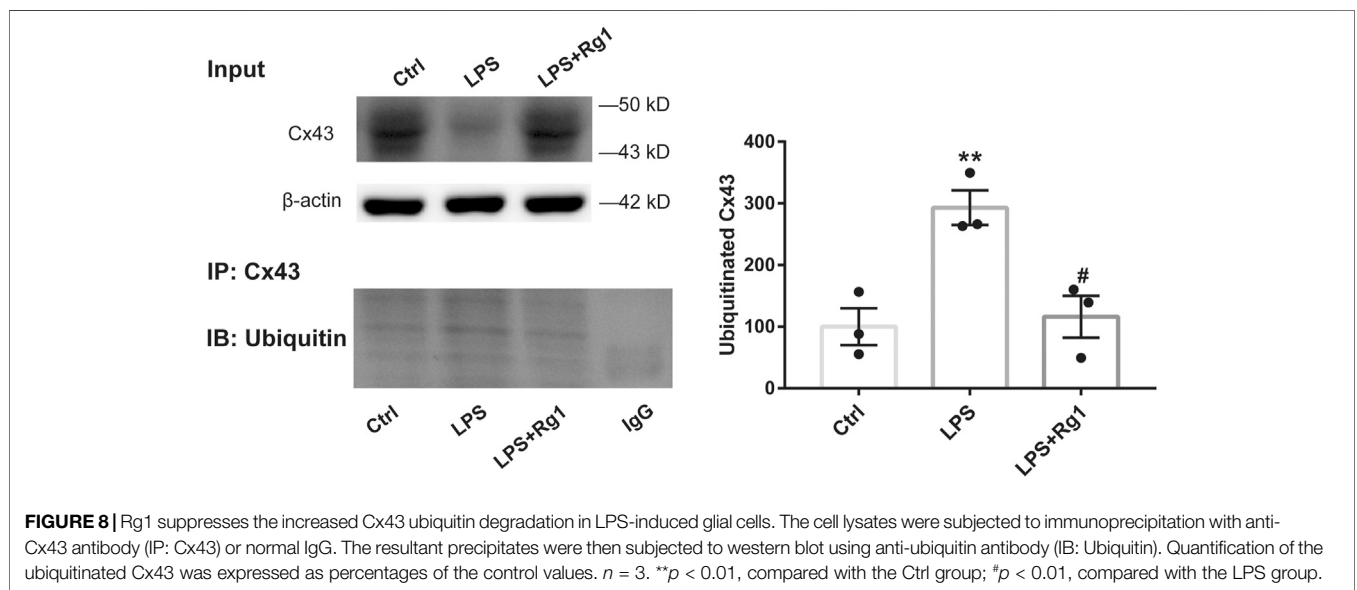 Input
Ctrl
LPS
LPS+Rg1
Cx43
50 kD
43 kD
β-actin
42 kD
IP: Cx43
IB: Ubiquitin
Ctrl
LPS
LPS+Rg1
IgG
Ubiquitinated Cx43
400
300
200
100
0
**
#
Ctrl
LPS
LPS+Rg1
FIGURE 8 | Rg1 suppresses the increased Cx43 ubiquitin degradation in LPS-induced glial cells. The cell lysates were subjected to immunoprecipitation with anti-
Cx43 antibody (IP: Cx43) or normal IgG. The resultant precipitates were then subjected to western blot using anti-ubiquitin antibody (IB: Ubiquitin). Quantification of the
ubiquitinated Cx43 was expressed as percentages of the control values. n = 3. **p < 0.01, compared with the Ctrl group; #p < 0.01, compared with the LPS group.